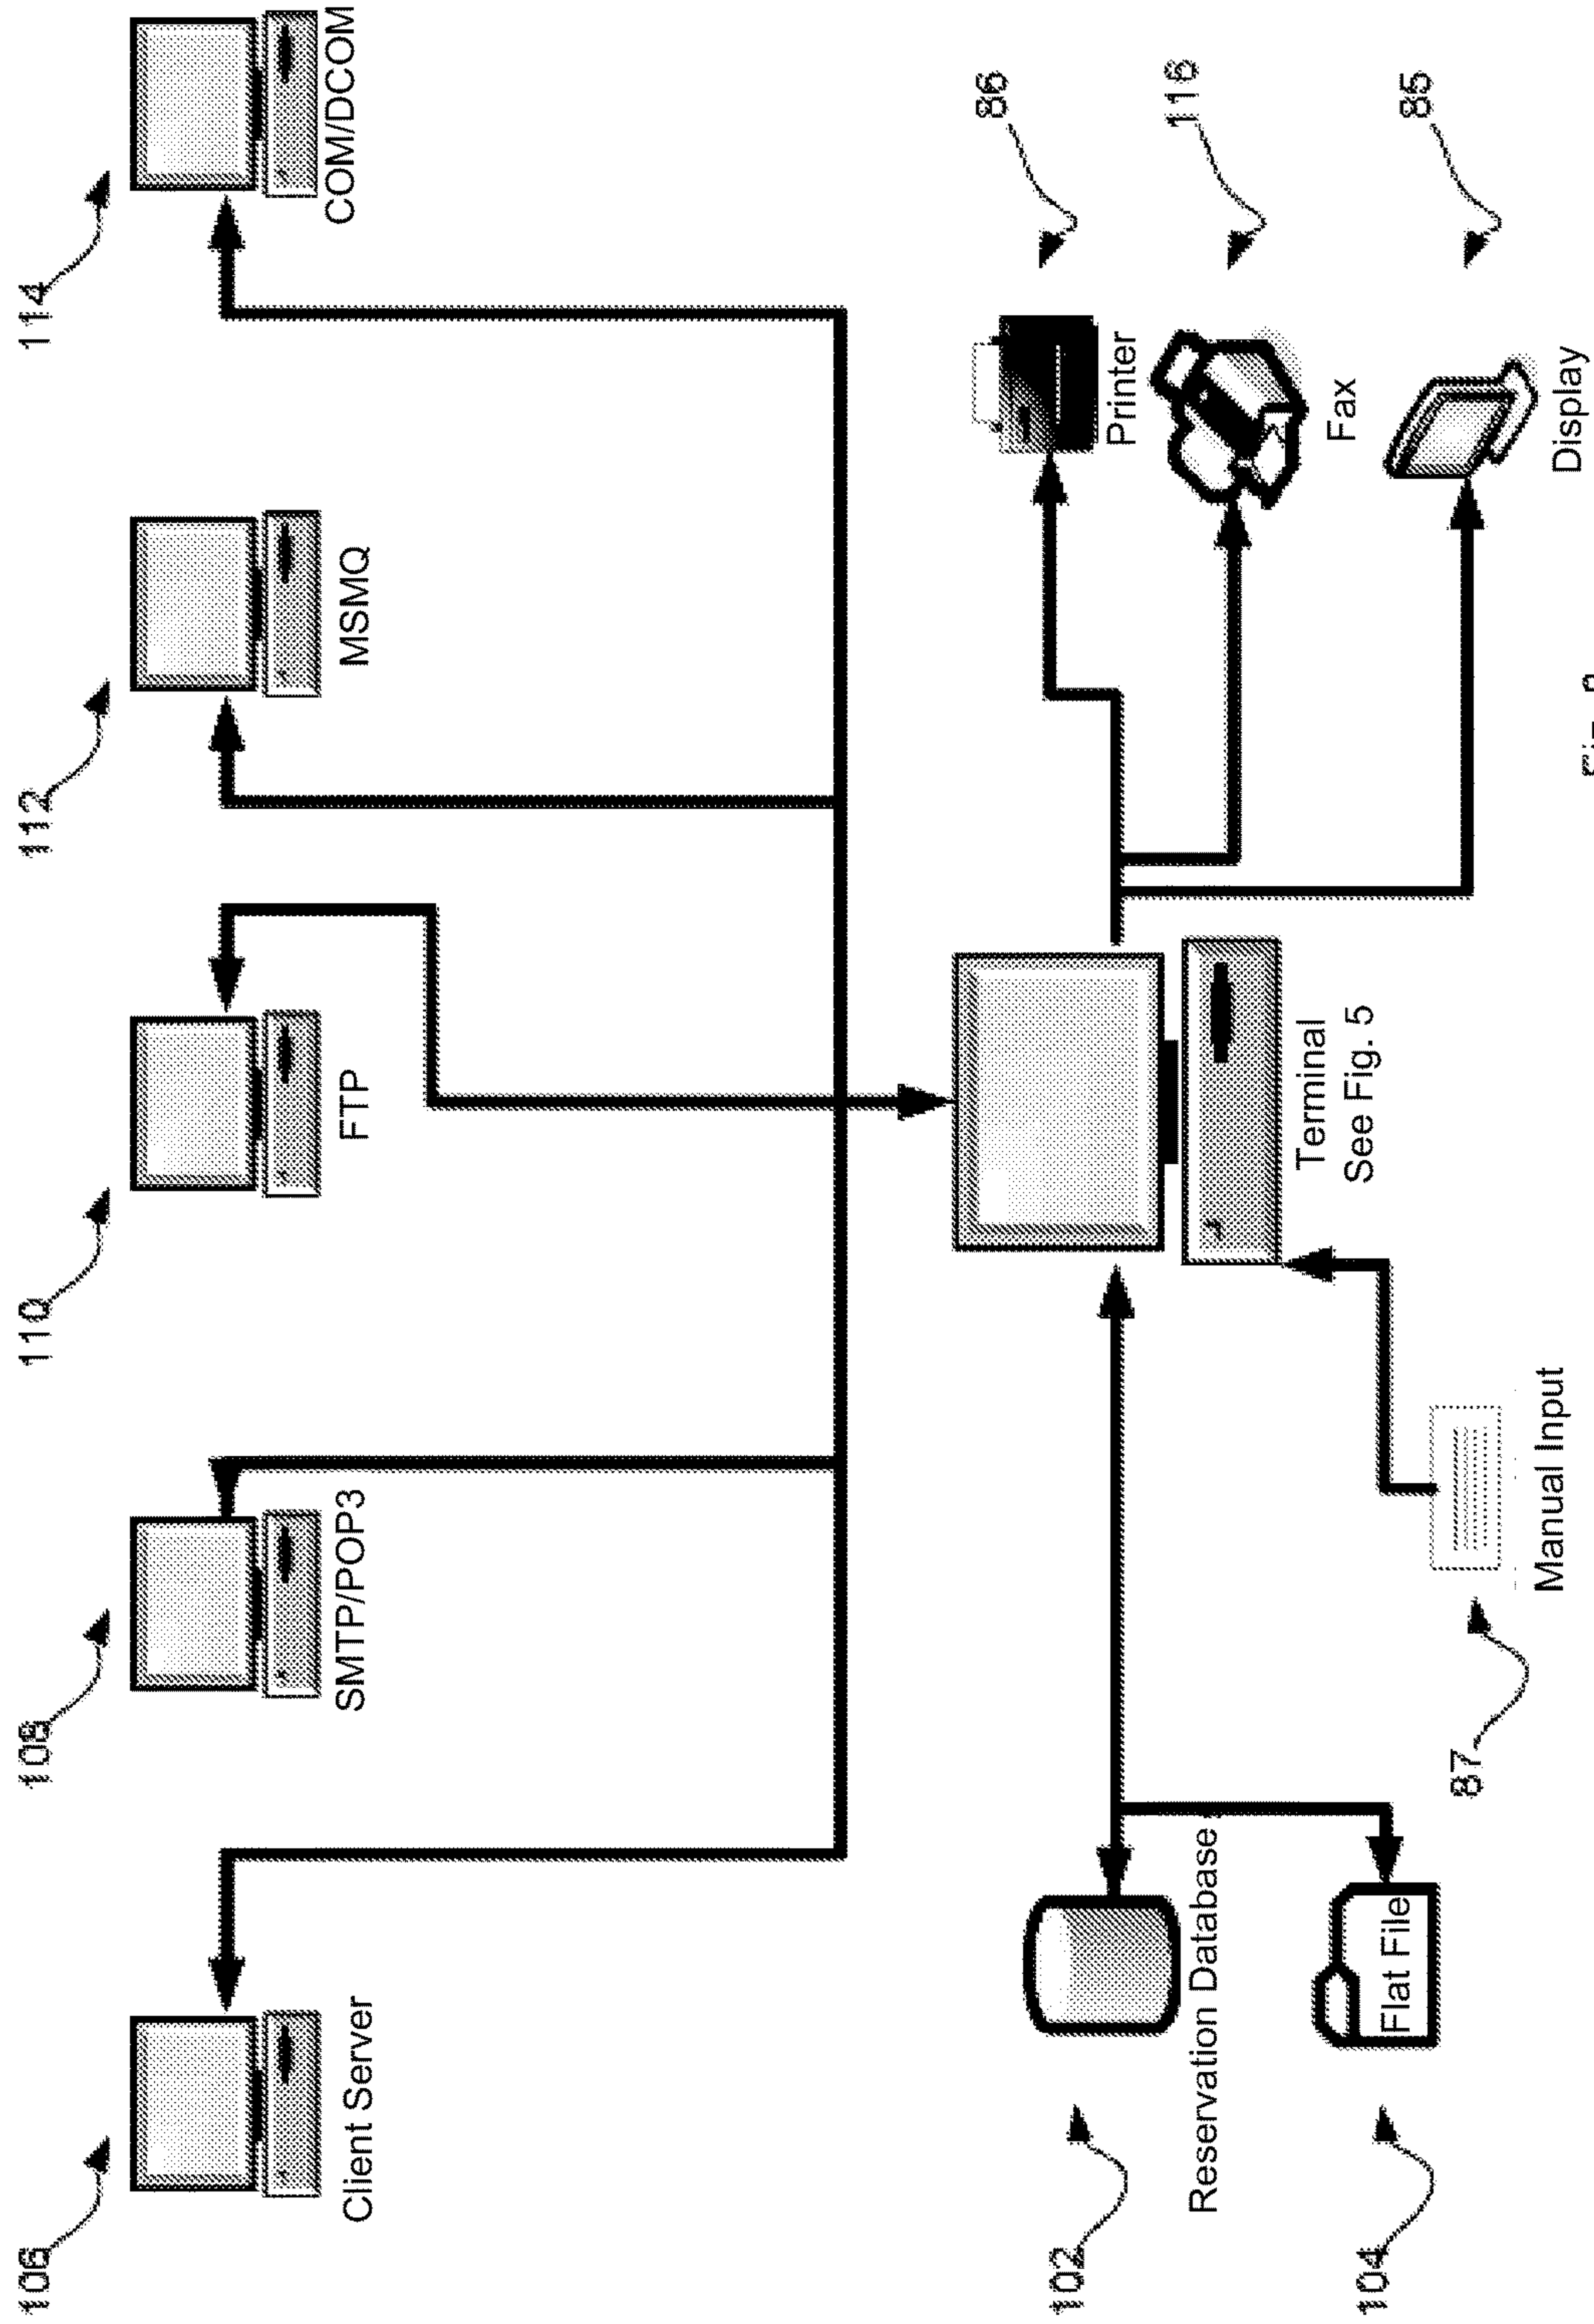 106
108
110
112
114
Client Server
SMTP/POP3
FTP
MSMQ
COM/DCOM
102
Reservation Database
104
Flat File
87
Manual Input
Terminal
See Fig. 5
Printer
86
Fax
116
Display
85